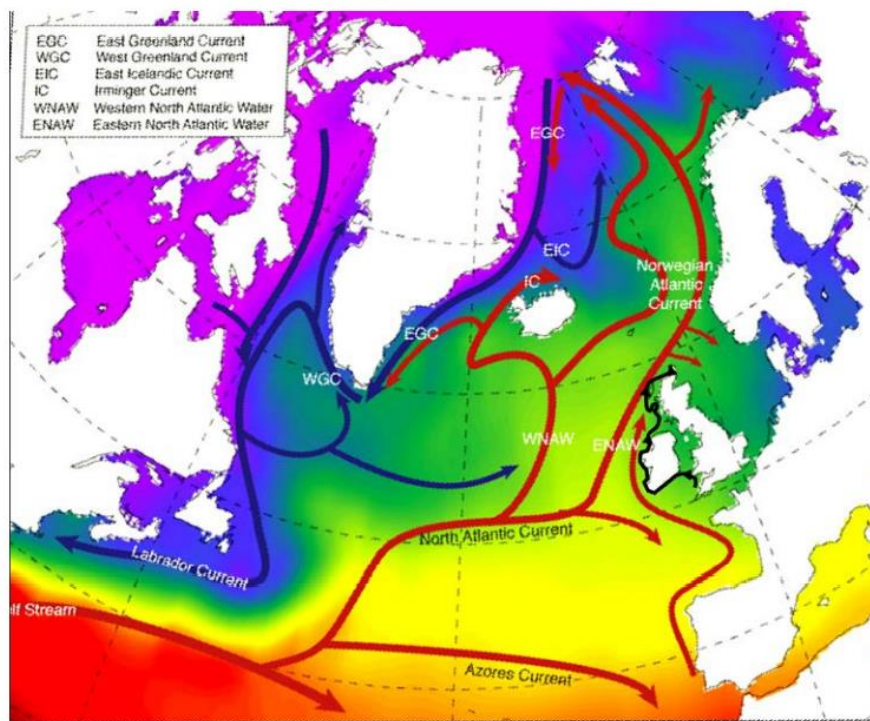 EGC East Greenland Current
WGC West Greenland Current
EIC East Icelandic Current
IC Irminger Current
WNAW Western North Atlantic Water
ENAW Eastern North Atlantic Water
EGC
EIC
IC
Norwegian
Atlantic
Current
EGC
WGC
WNAW
ENAW
North Atlantic Current
Labrador Current
lf Stream
Azores Current